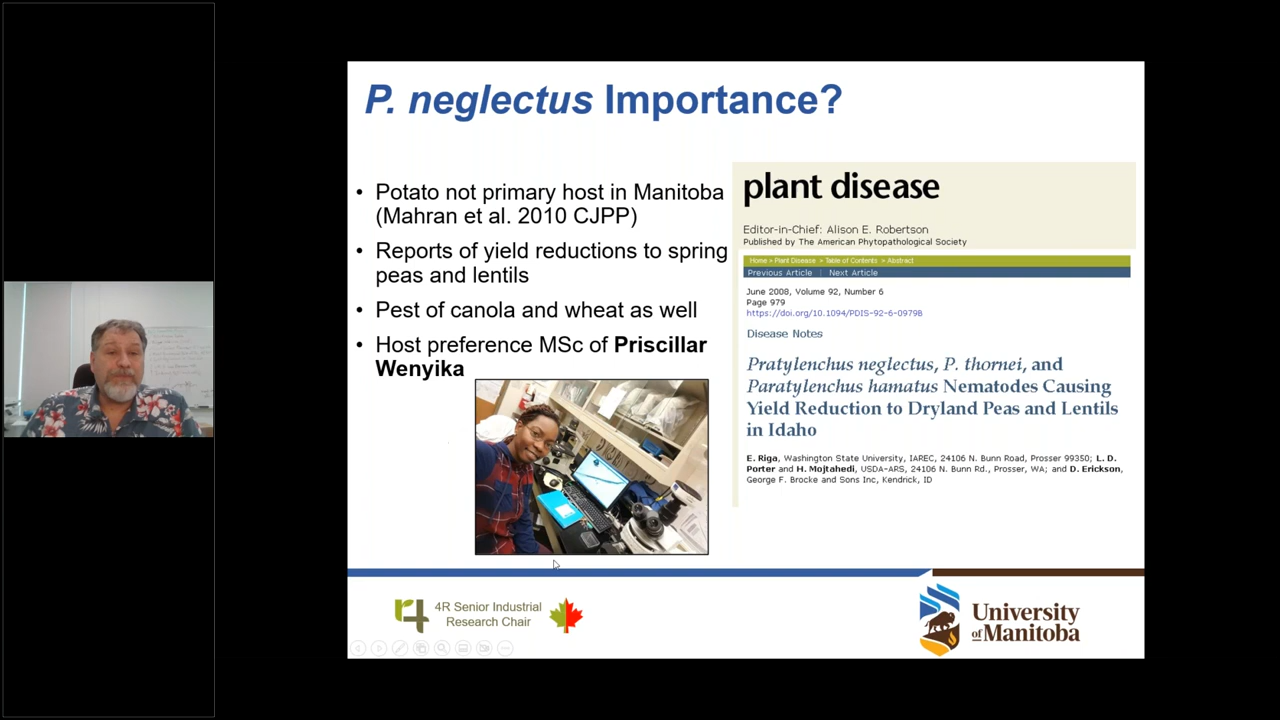 P. neglectus Importance?
• Potato not primary host in Manitoba
(Mahran et al. 2010 CJPP)
• Reports of yield reductions to spring
peas and lentils
• Pest of canola and wheat as well
• Host preference MSc of Priscillar
Wenyika
plant disease
Editor-in-Chief: Alison E. Robertson
Published by The American Phytopathological Society
Home > Plant Disease > Table of Contents > Abstract
Previous Article | Next Article
June 2008, Volume 92, Number 6
Page 979
https://doi.org/10.1094/PDIS-92-6-0979B
Disease Notes
Pratylenchus neglectus, P. thornei, and
Paratylenchus hamatus Nematodes Causing
Yield Reduction to Dryland Peas and Lentils
in Idaho
E. Riga, Washington State University, IAREC, 24106 N. Bunn Road, Prosser 99350; L. D.
Porter and H. Mojtahedi, USDA-ARS, 24106 N. Bunn Rd., Prosser, WA; and D. Erickson,
George F. Brocke and Sons Inc, Kendrick, ID
4R Senior Industrial
Research Chair
University
of Manitoba